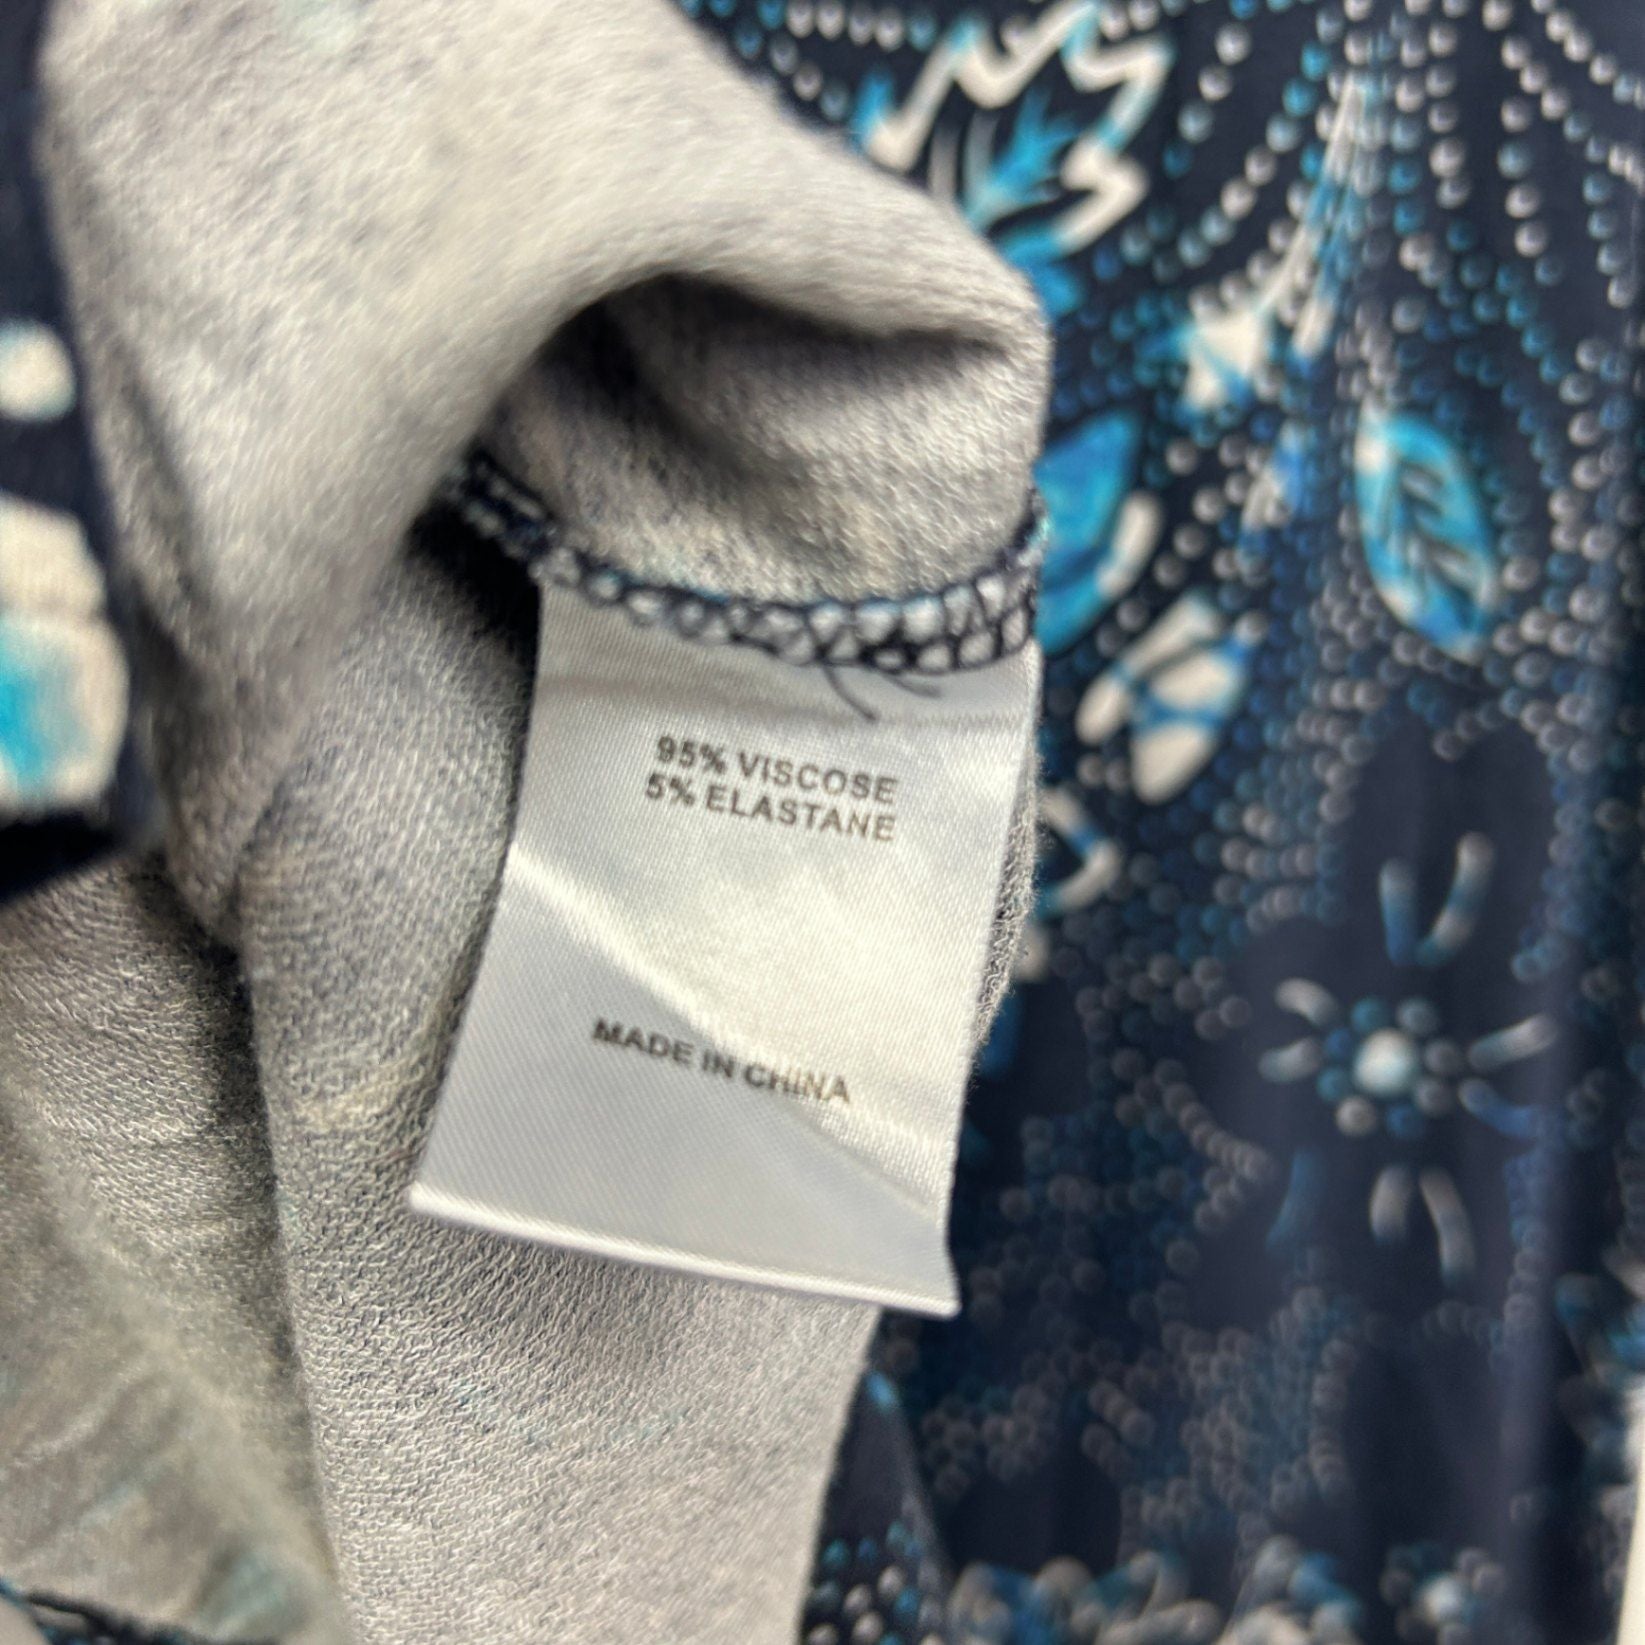 95% VISCOSE
5% ELASTANE
MADE IN CHINA